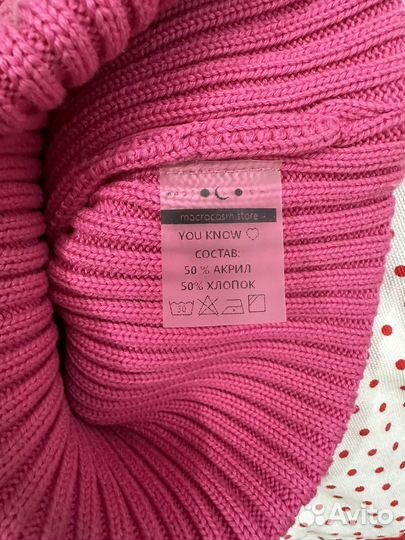 macrocosm.store
YOU KNOW ♡
СОСТАВ:
50 % АКРИЛ
50% ХЛОПОК
30
Avito